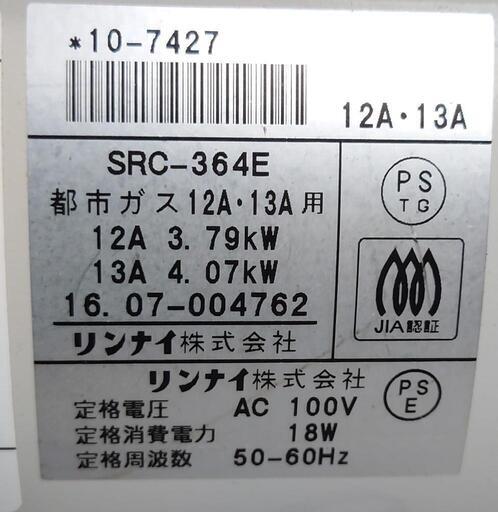 *10-7427
12A・13A
SRC-364E
都市ガス12A・13A用
12A 3.79kW
13A 4.07kW
16.07-004762
リンナイ株式会社
PS
TG
JIA認証
リンナイ株式会社
定格電圧 AC 100V
定格消費電力 18W
定格周波数 50-60Hz
PS
E